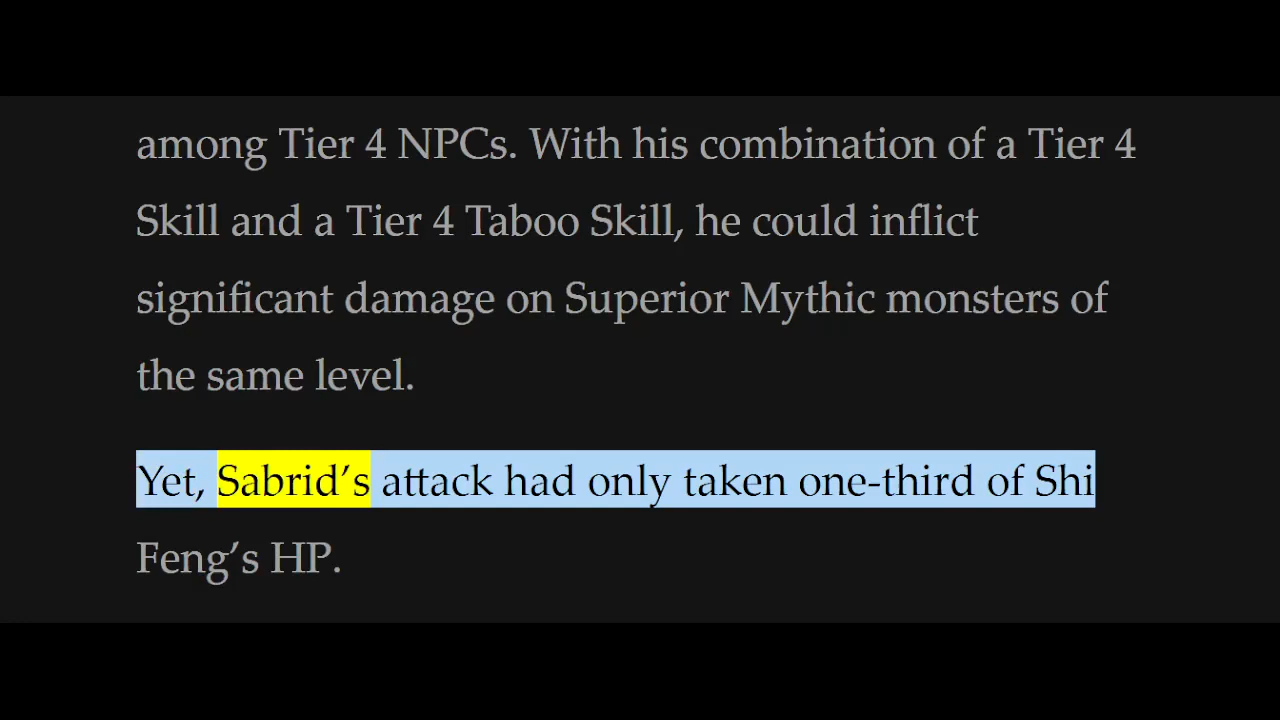 among Tier 4 NPCs. With his combination of a Tier 4
Skill and a Tier 4 Taboo Skill, he could inflict
significant damage on Superior Mythic monsters of
the same level.
Yet, Sabrid’s attack had only taken one-third of Shi
Feng’s HP.